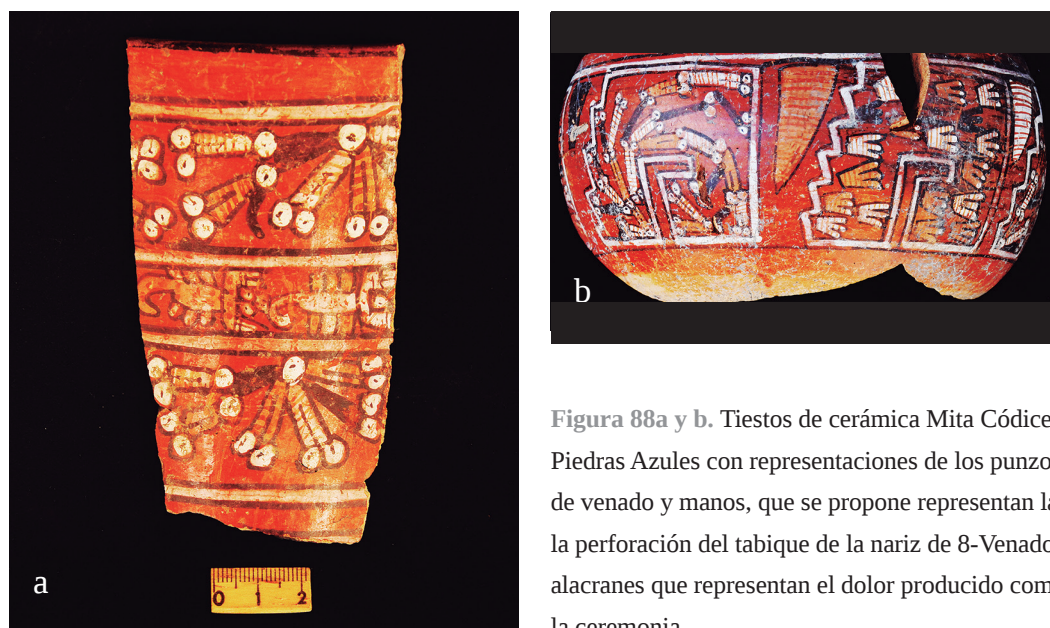 a
0 1 2
b
Figura 88a y b. Tiestos de cerámica Mita Códice
Piedras Azules con representaciones de los punzo
de venado y manos, que se propone representan
la perforación del tabique de la nariz de 8-Venado
alacranes que representan el dolor producido com
la ceremonia